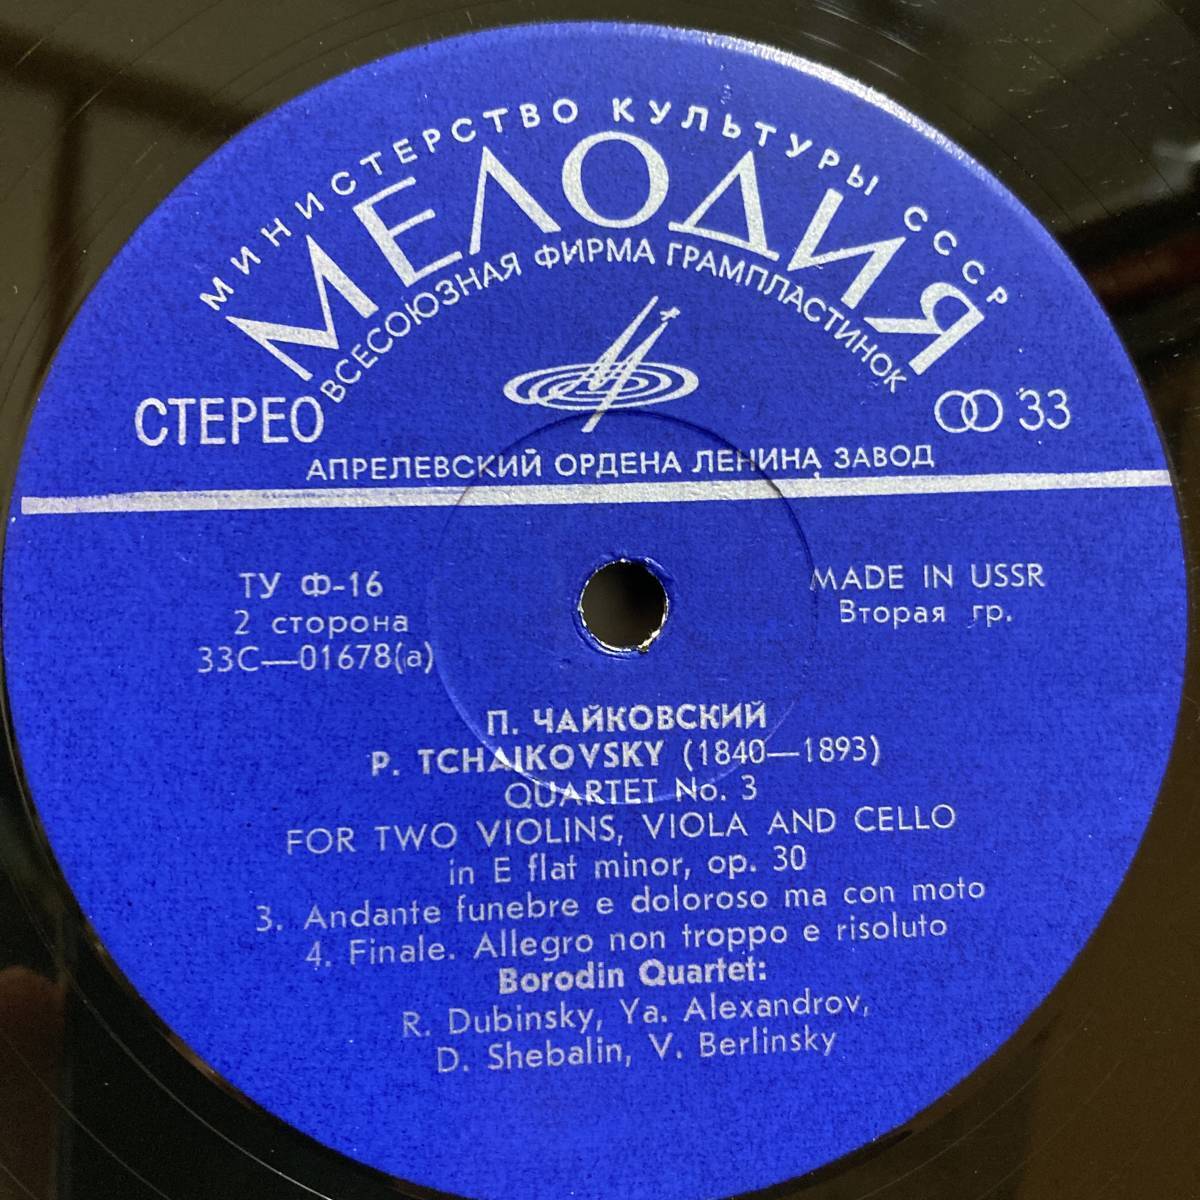 МИНИСТЕРСТВО КУЛЬТУРЫ СССР
МЕЛОДИЯ
ВСЕСОЮЗНАЯ ФИРМА ГРАМПЛАСТИНОК
СТЕРЕО
33
АПРЕЛЕВСКИЙ ОРДЕНА ЛЕНИНА ЗАВОД
ТУ Ф-16
2 сторона
33С—01678(а)
MADE IN USSR
Вторая гр.
П. ЧАЙКОВСКИЙ
P. TCHAIKOVSKY (1840—1893)
QUARTET No. 3
FOR TWO VIOLINS, VIOLA AND CELLO
in E flat minor, op. 30
3. Andante funebre e doloroso ma con moto
4. Finale. Allegro non troppo e risoluto
Borodin Quartet:
R. Dubinsky, Ya. Alexandrov,
D. Shebalin, V. Berlinsky